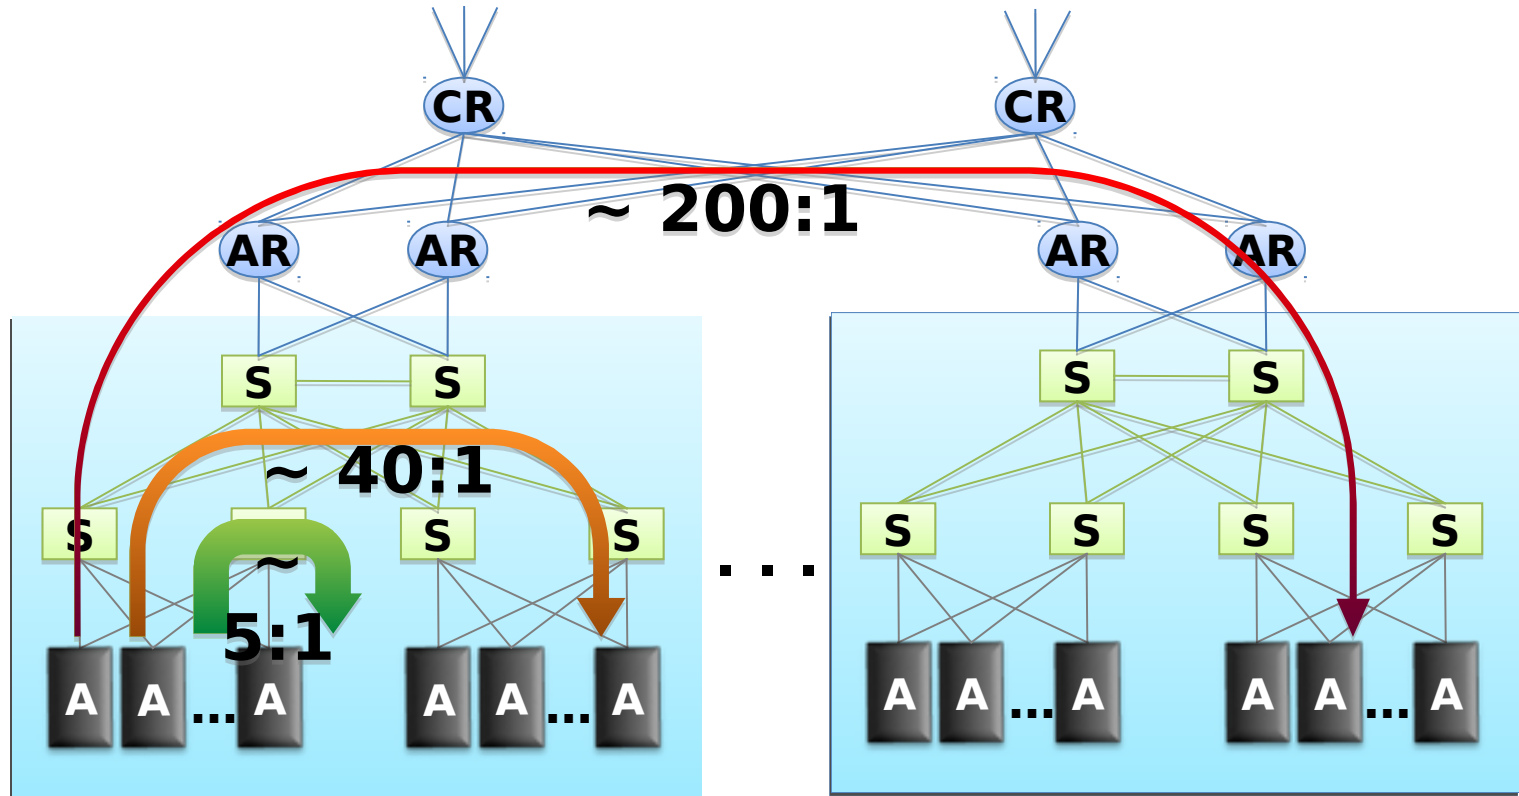 CR CR
~ 200:1
AR AR AR AR
S S S S
~ 40:1
S S S S S S S
~
. . .
5:1
A A ... A A A ... A A A ... A A A ... A